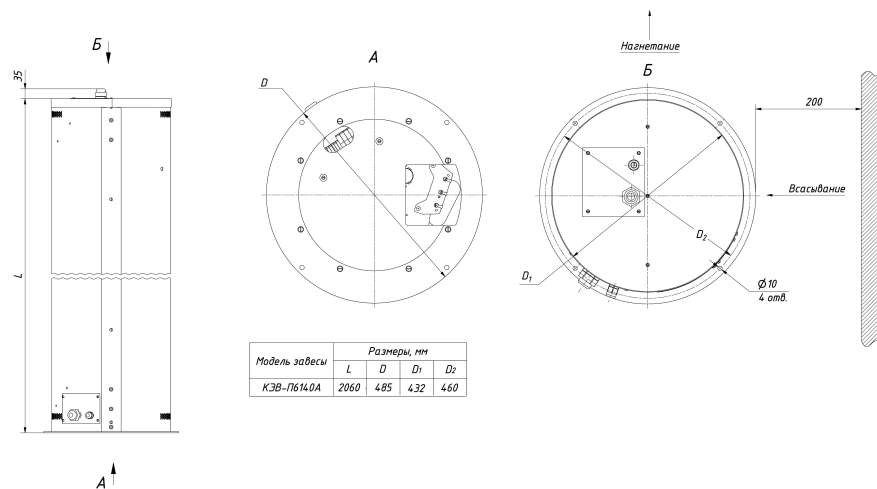 Б
35
L
А
А
D
Нагнетание
Б
200
Всасывание
D1
D2
Ø10
4 отв.
Модель завесы
Размеры, мм
L D D1 D2
КЭВ-П6140А 2060 485 432 460